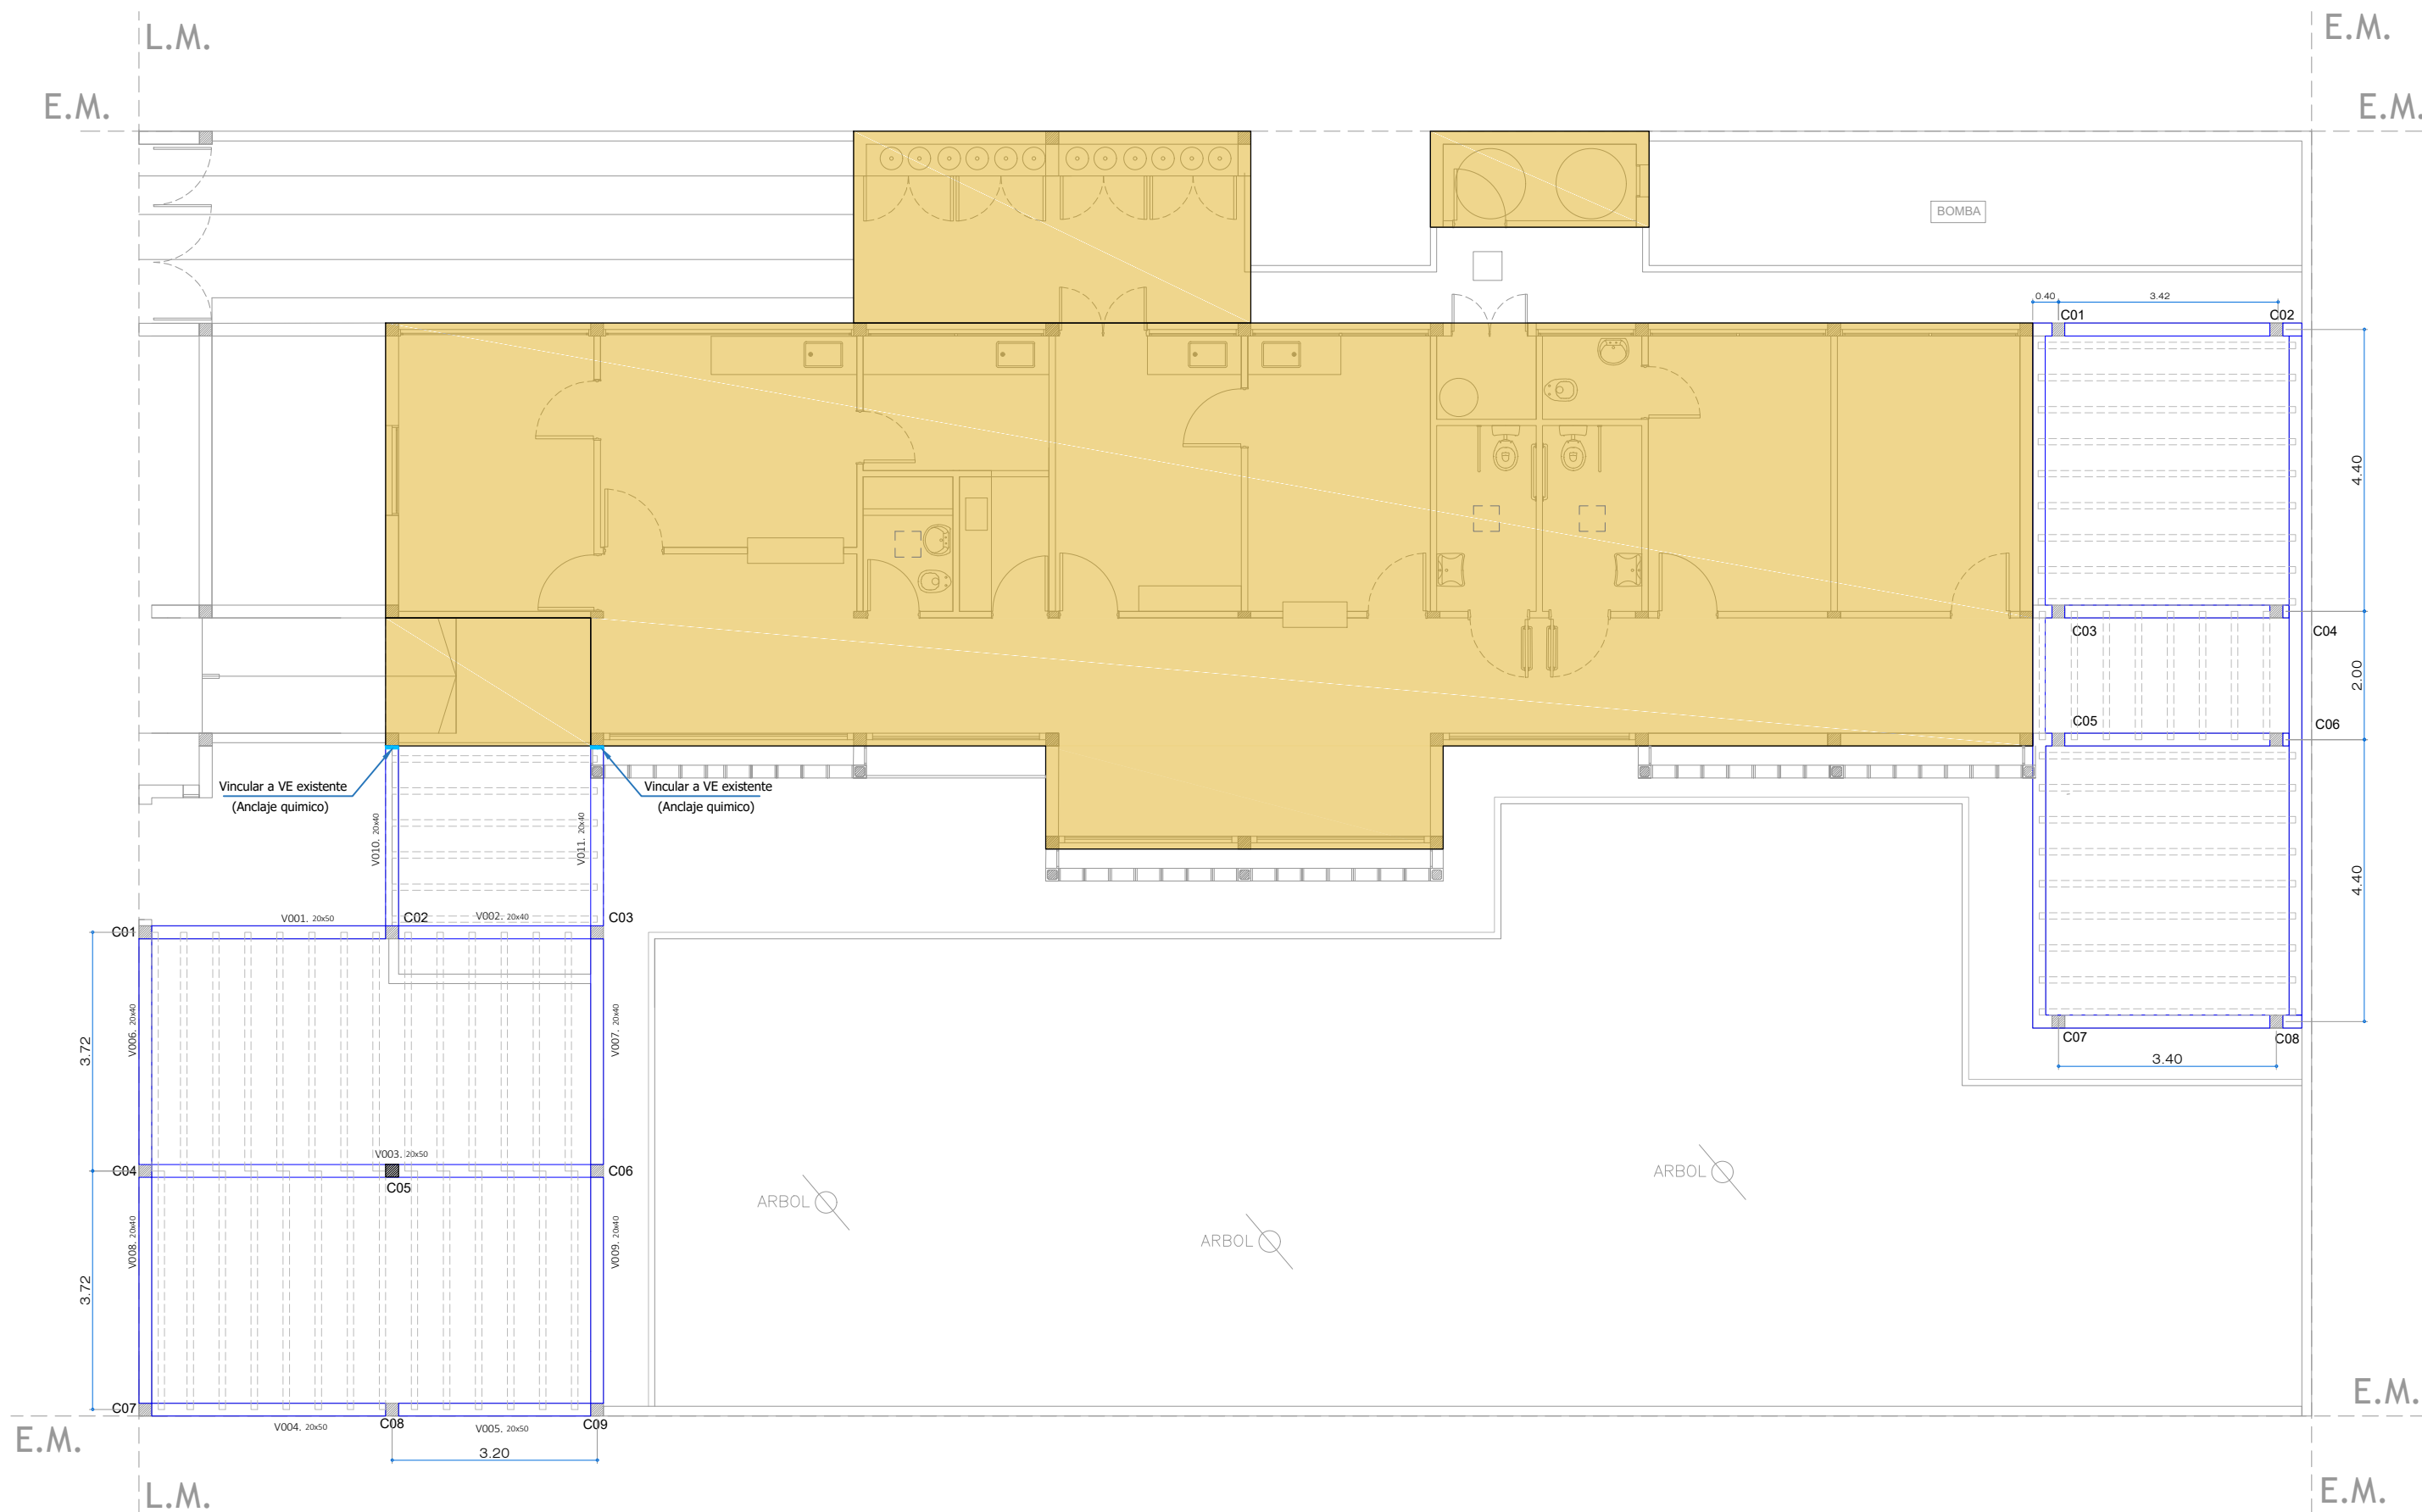 L.M.
E.M.
E.M.
E.M.
BOMBA
0.40
3.42
C01
C02
4.40
C03
C04
2.00
C05
C06
Vincular a VE existente
(Anclaje quimico)
Vincular a VE existente
(Anclaje quimico)
V010. 20x40
V011. 20x40
4.40
V001. 20x50
C02
V002. 20x40
C03
C01
C07
C08
3.40
V006. 20x40
V007. 20x40
3.72
V003. 20x50
C04
C05
C06
ARBOL
ARBOL
ARBOL
V008. 20x40
V009. 20x40
3.72
C07
C08
C09
V004. 20x50
V005. 20x50
3.20
E.M.
E.M.
L.M.
E.M.